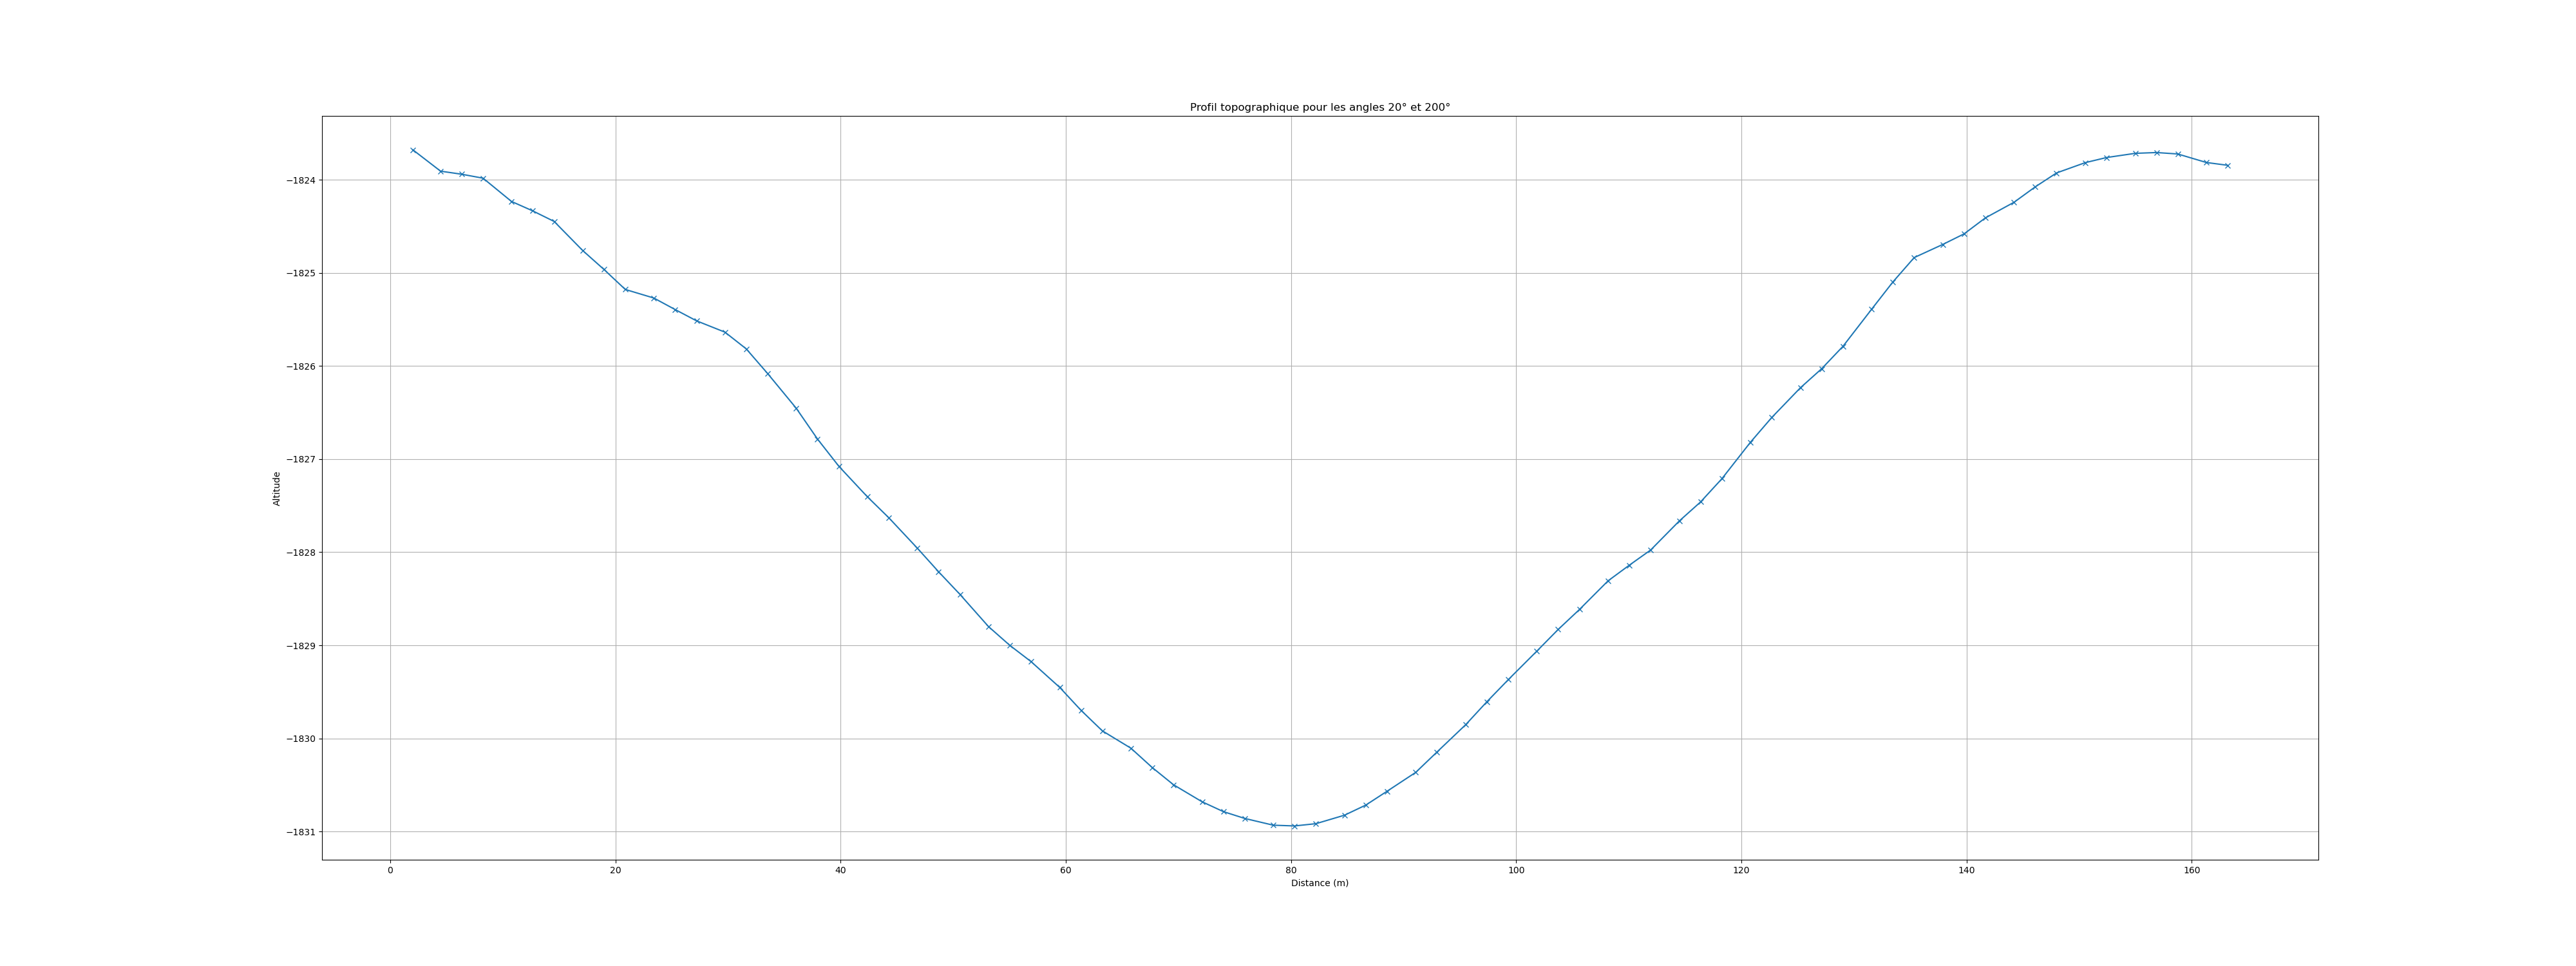 Profil topographique pour les angles 20° et 200°
−1824
−1825
−1826
−1827
−1828
−1829
−1830
−1831
Altitude
0 20 40 60 80 100 120 140 160
Distance (m)